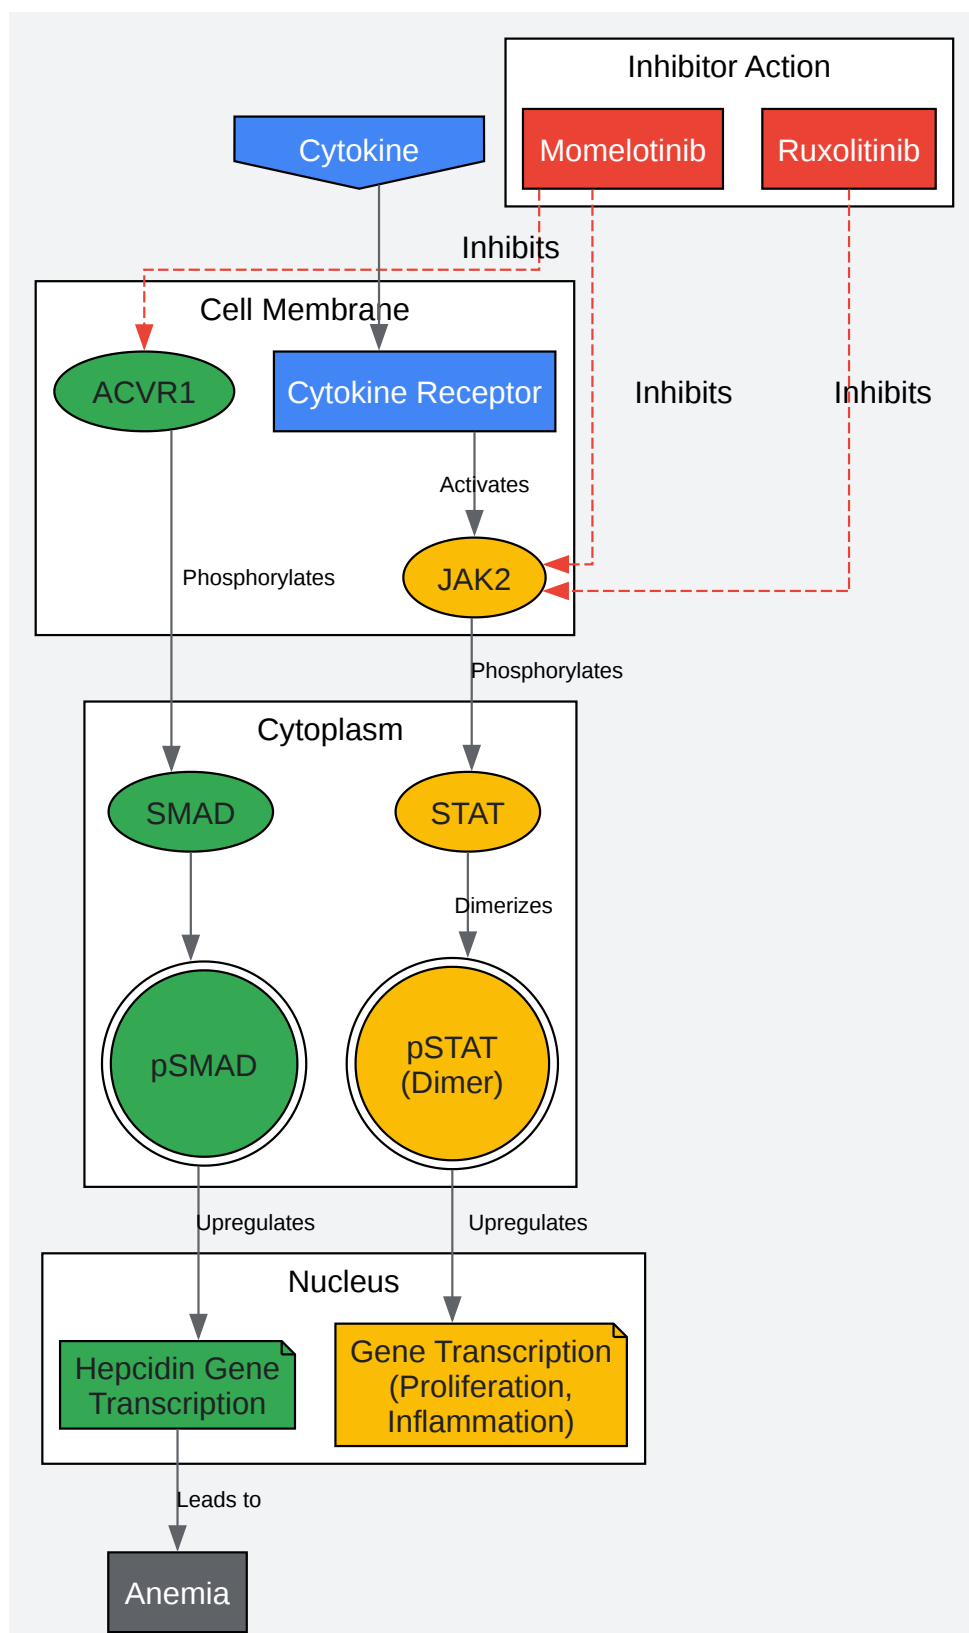 Inhibitor Action
Cytokine
Momelotinib
Ruxolitinib
Inhibits
Cell Membrane
ACVR1
Cytokine Receptor
Inhibits
Inhibits
Activates
Phosphorylates
JAK2
Phosphorylates
Cytoplasm
SMAD
STAT
Dimerizes
pSMAD
pSTAT
(Dimer)
Upregulates
Upregulates
Nucleus
Hepcidin Gene
Transcription
Gene Transcription
(Proliferation,
Inflammation)
Leads to
Anemia